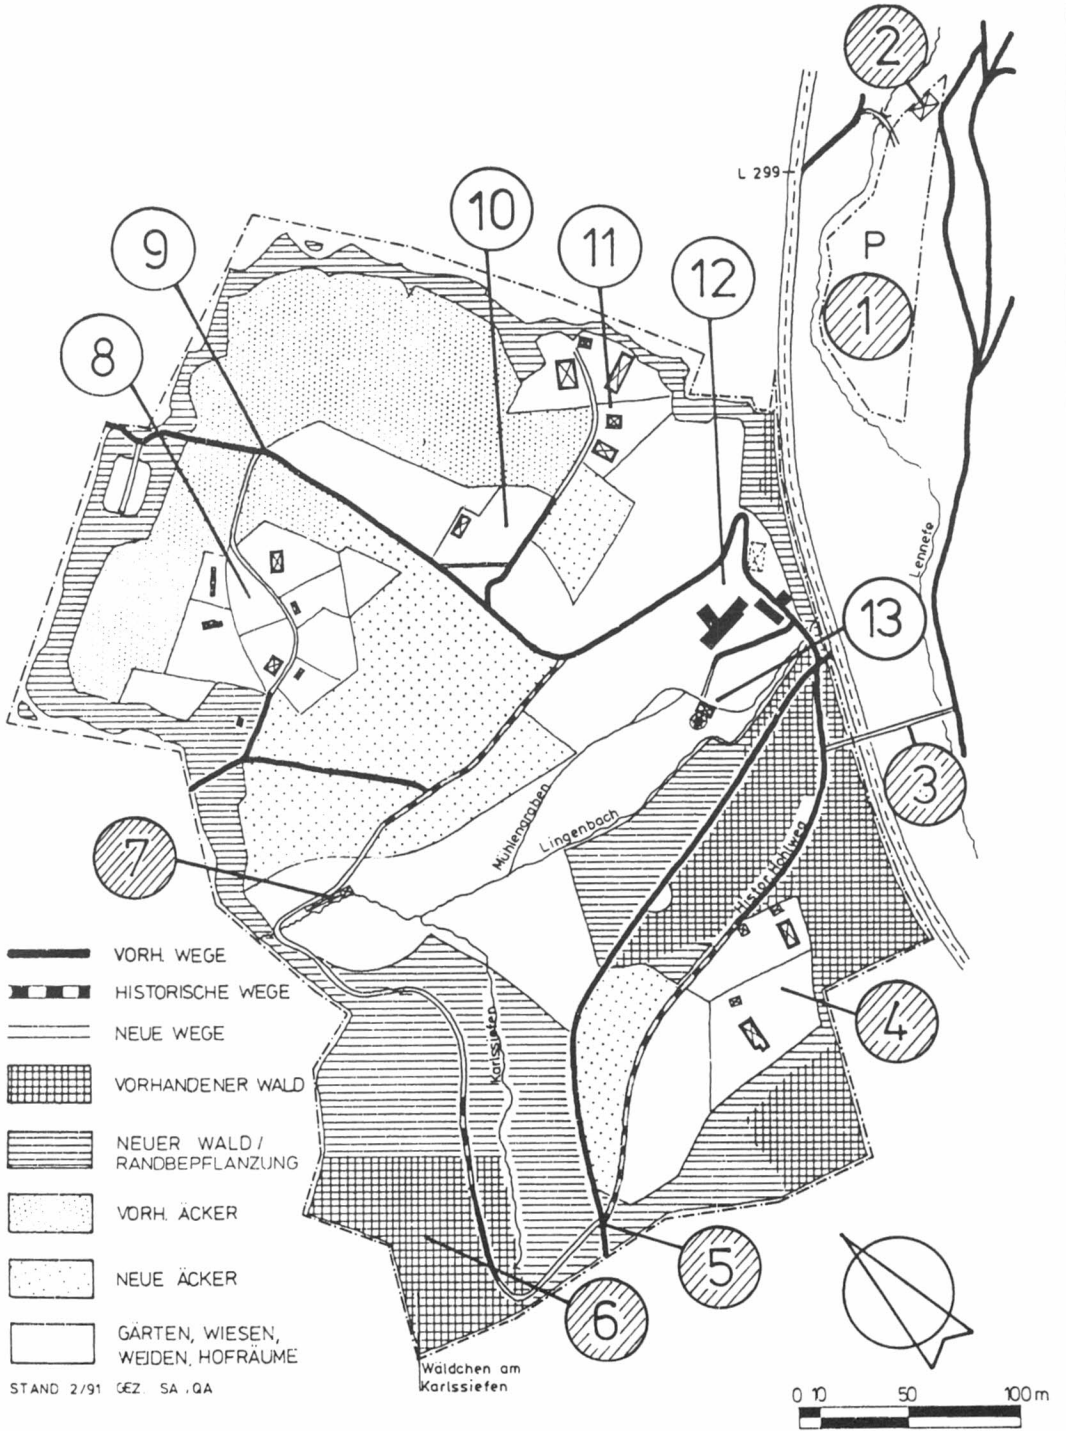 2
L 299
P
1
10
9
11
12
8
Lennefe
13
3
Mühlengraben
Lingenbach
Histor. Hohlweg
7
4
Karlssiefen
5
6
VORH. WEGE
HISTORISCHE WEGE
NEUE WEGE
VORHANDENER WALD
NEUER WALD /
RANDBEPFLANZUNG
VORH. ÄCKER
NEUE ÄCKER
GÄRTEN, WIESEN,
WEIDEN, HOFRÄUME
STAND 2/91 GEZ. SA, QA
Wäldchen am
Karlssiefen
0 10 50 100 m